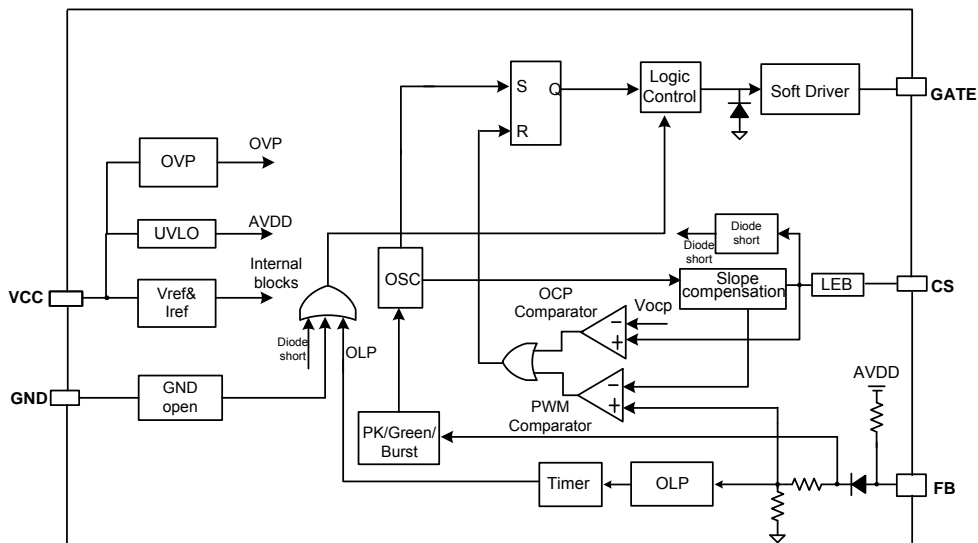 S
Q
R
Logic
Control
Soft Driver
GATE
OVP
OVP
UVLO
AVDD
Vref&
Iref
Internal
blocks
VCC
Diode
short
Diode
short
OSC
Slope
compensation
LEB
CS
OCP
Comparator
Vocp
−
+
Diode
short
OLP
GND
GND
open
−
+
PWM
Comparator
AVDD
PK/Green/
Burst
Timer
OLP
FB